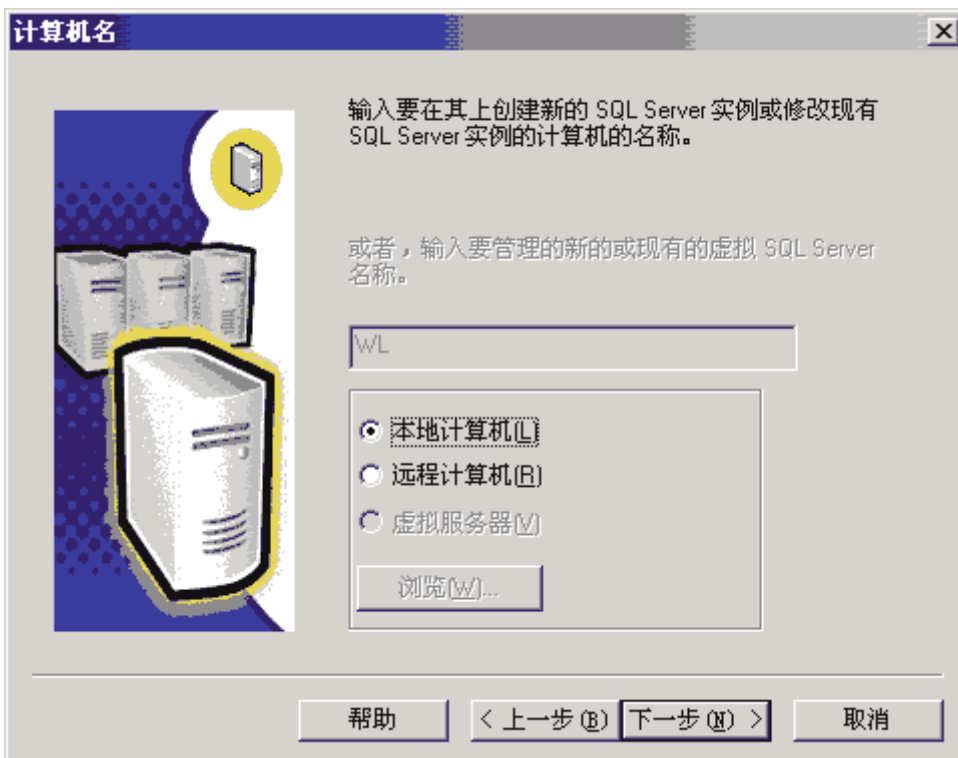 计算机名
输入要在其上创建新的 SQL Server 实例或修改现有
SQL Server 实例的计算机的名称。
或者，输入要管理的新的或现有的虚拟 SQL Server
名称。
WL
本地计算机(L)
远程计算机(R)
虚拟服务器(V)
浏览(W)...
帮助
< 上一步(B)
下一步(N) >
取消